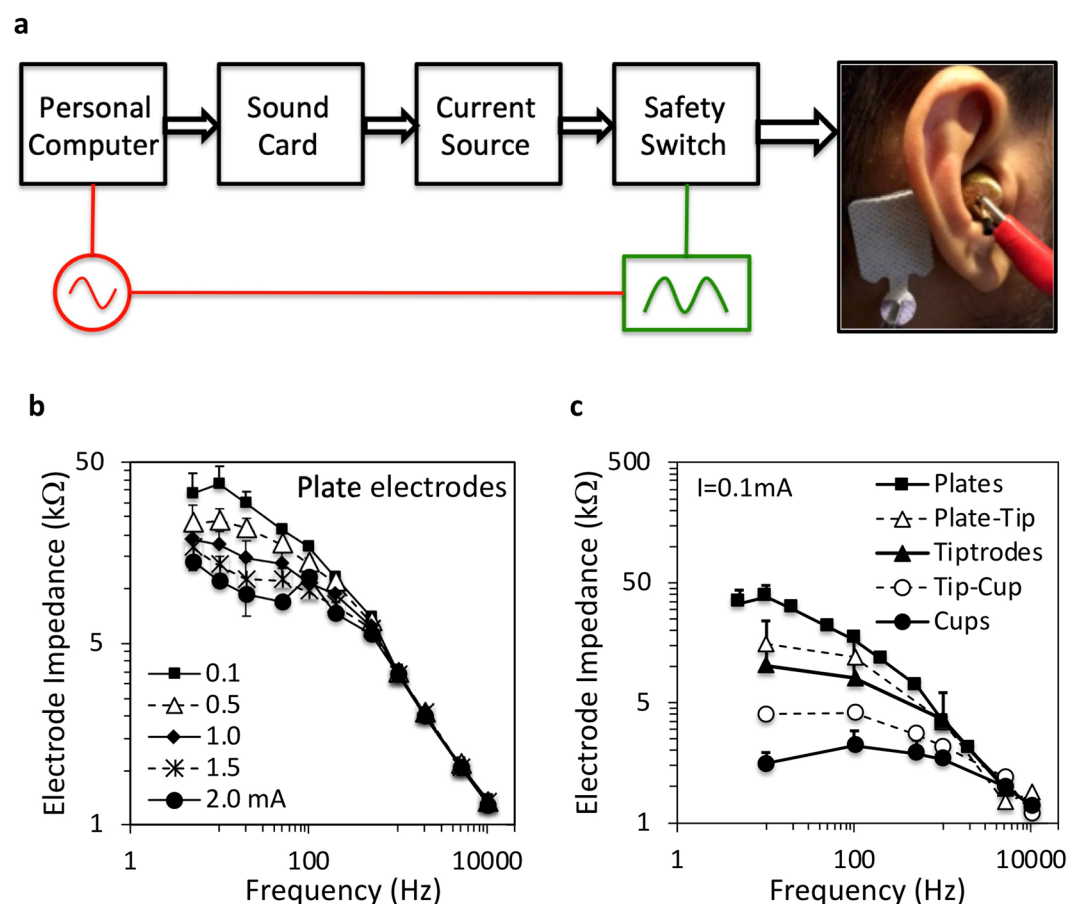 a
Personal
Computer
Sound
Card
Current
Source
Safety
Switch
b
Electrode Impedance (kΩ)
50
5
1
Plate electrodes
0.1
0.5
1.0
1.5
2.0 mA
1
100
10000
Frequency (Hz)
c
Electrode Impedance (kΩ)
500
50
5
1
I=0.1mA
Plates
Plate-Tip
Tiptrodes
Tip-Cup
Cups
1
100
10000
Frequency (Hz)